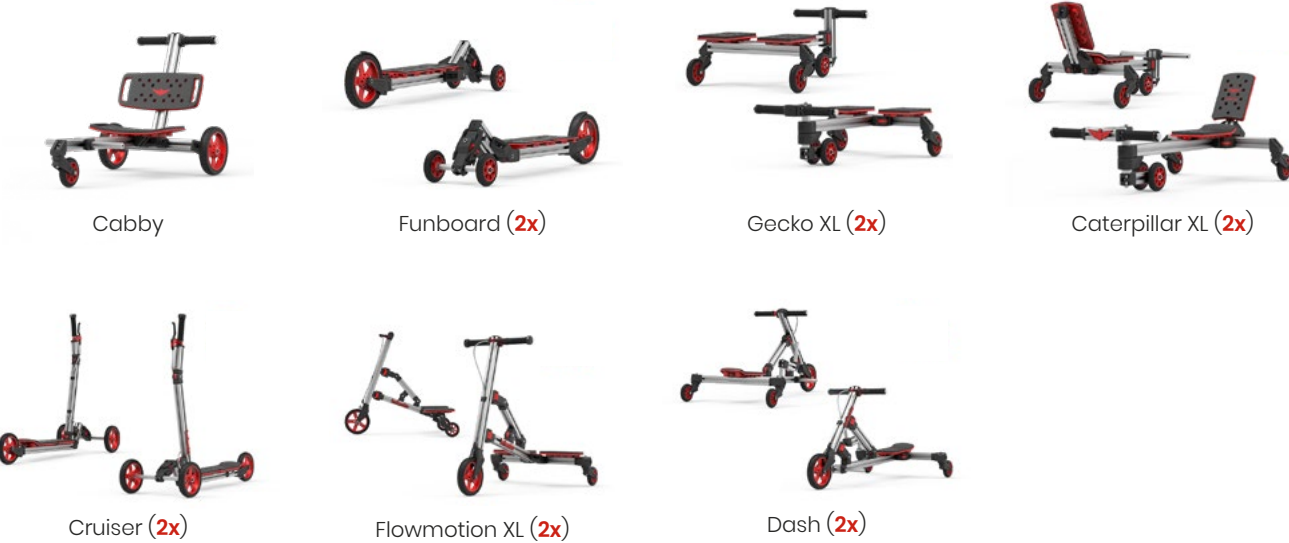 Cabby
Funboard (2x)
Gecko XL (2x)
Caterpillar XL (2x)
Cruiser (2x)
Flowmotion XL (2x)
Dash (2x)